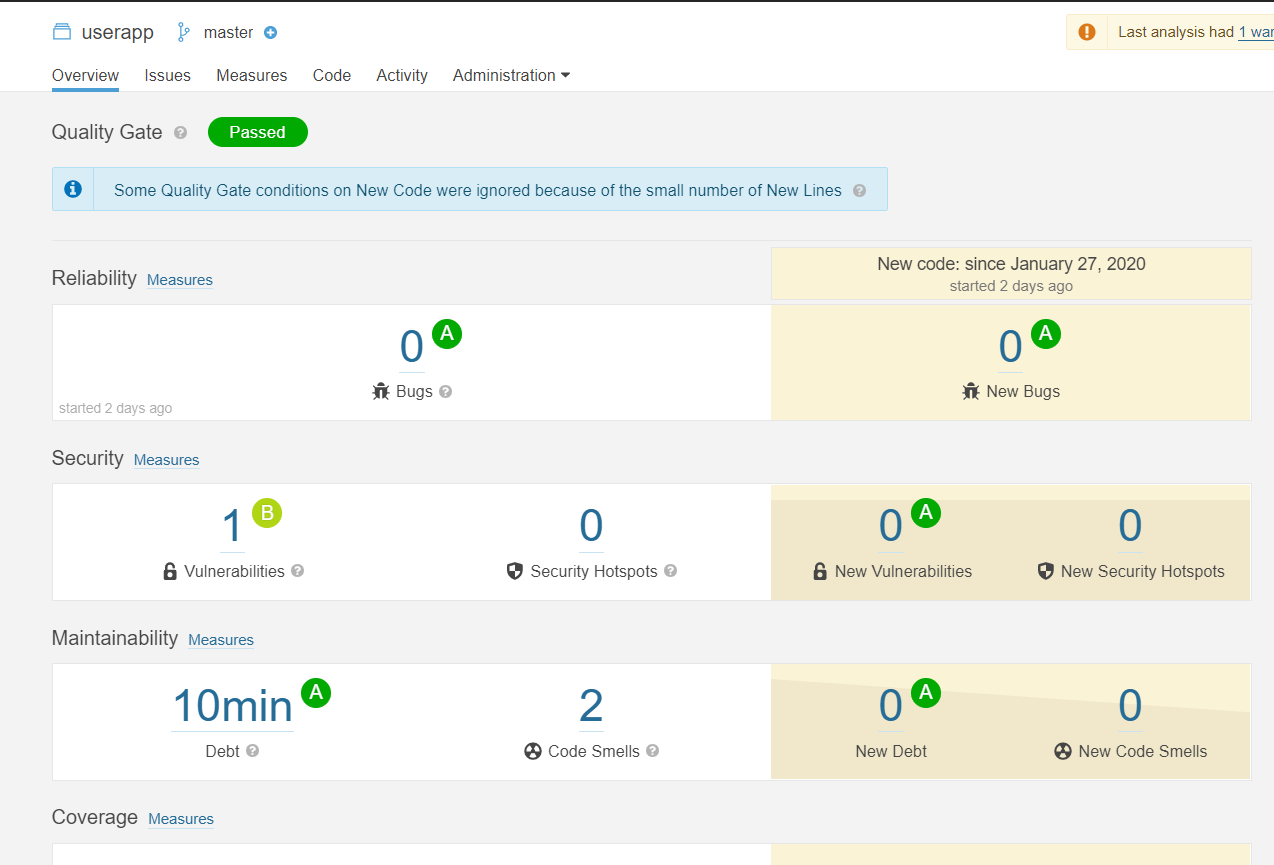 userapp master
Last analysis had 1 war
Overview Issues Measures Code Activity Administration
Quality Gate ? Passed
Some Quality Gate conditions on New Code were ignored because of the small number of New Lines ?
Reliability Measures
New code: since January 27, 2020
started 2 days ago
0 A
Bugs ?
started 2 days ago
0 A
New Bugs
Security Measures
1 B
Vulnerabilities ?
0
Security Hotspots ?
0 A
New Vulnerabilities
0
New Security Hotspots
Maintainability Measures
10min A
Debt ?
2
Code Smells ?
0 A
New Debt
0
New Code Smells
Coverage Measures